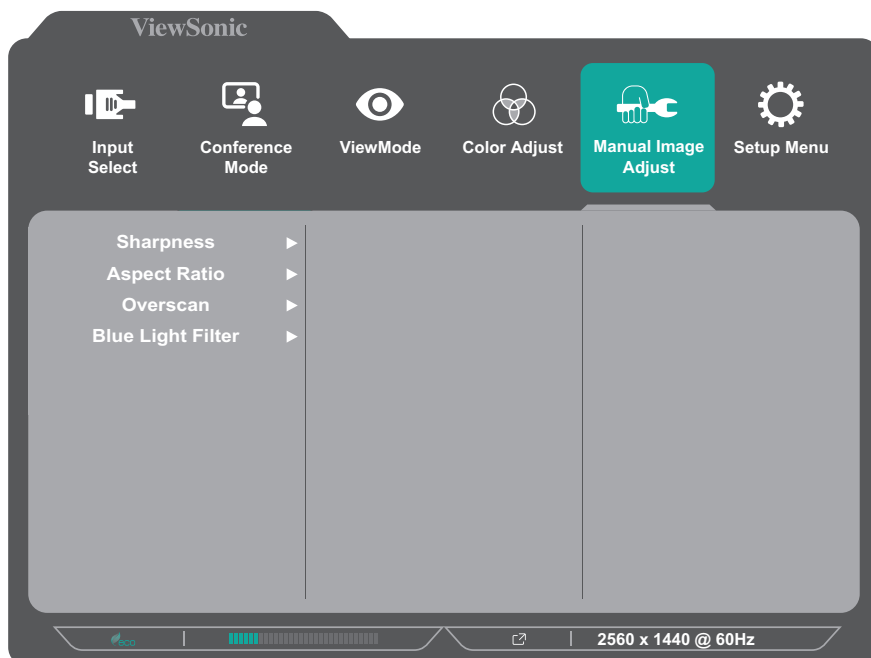 ViewSonic
Input
Select
Conference
Mode
ViewMode
Color Adjust
Manual Image
Adjust
Setup Menu
Sharpness
Aspect Ratio
Overscan
Blue Light Filter
eco
2560 x 1440 @ 60Hz